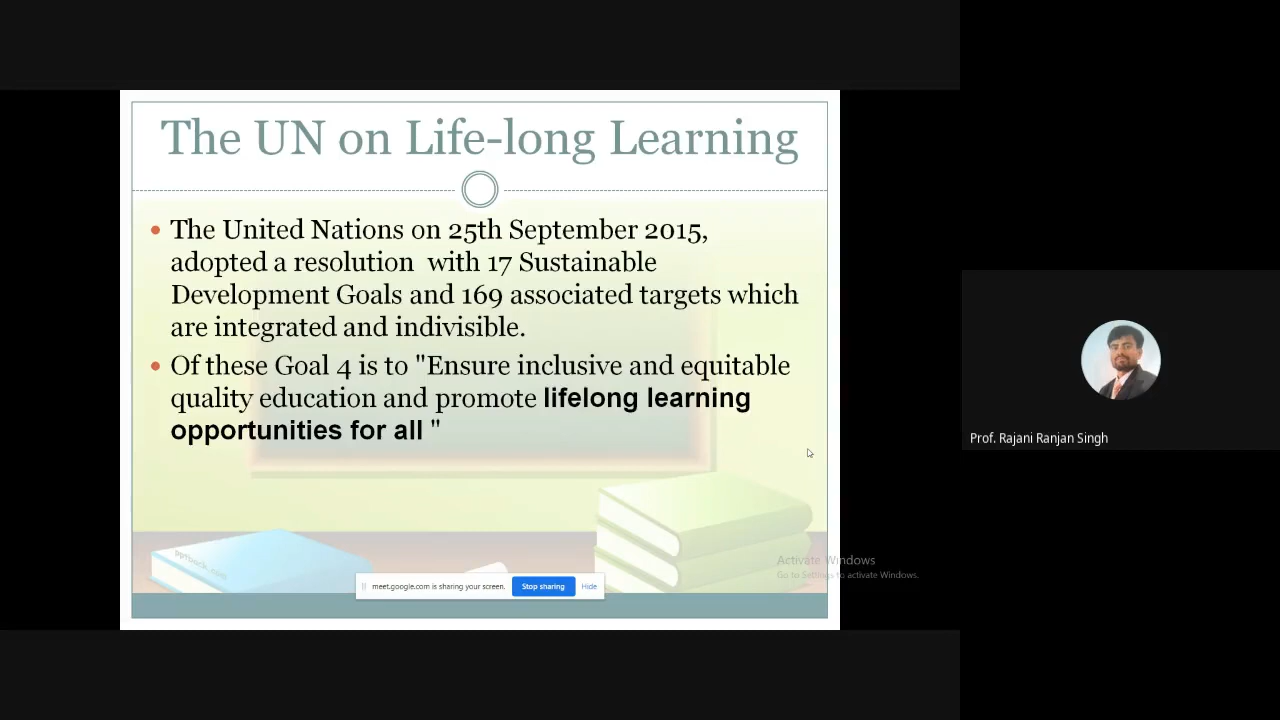 The UN on Life-long Learning
The United Nations on 25th September 2015,
adopted a resolution with 17 Sustainable
Development Goals and 169 associated targets which
are integrated and indivisible.
Of these Goal 4 is to "Ensure inclusive and equitable
quality education and promote lifelong learning
opportunities for all "
Prof. Rajani Ranjan Singh
pptback.com
Activate Windows
Go to Settings to activate Windows.
meet.google.com is sharing your screen. Stop sharing Hide